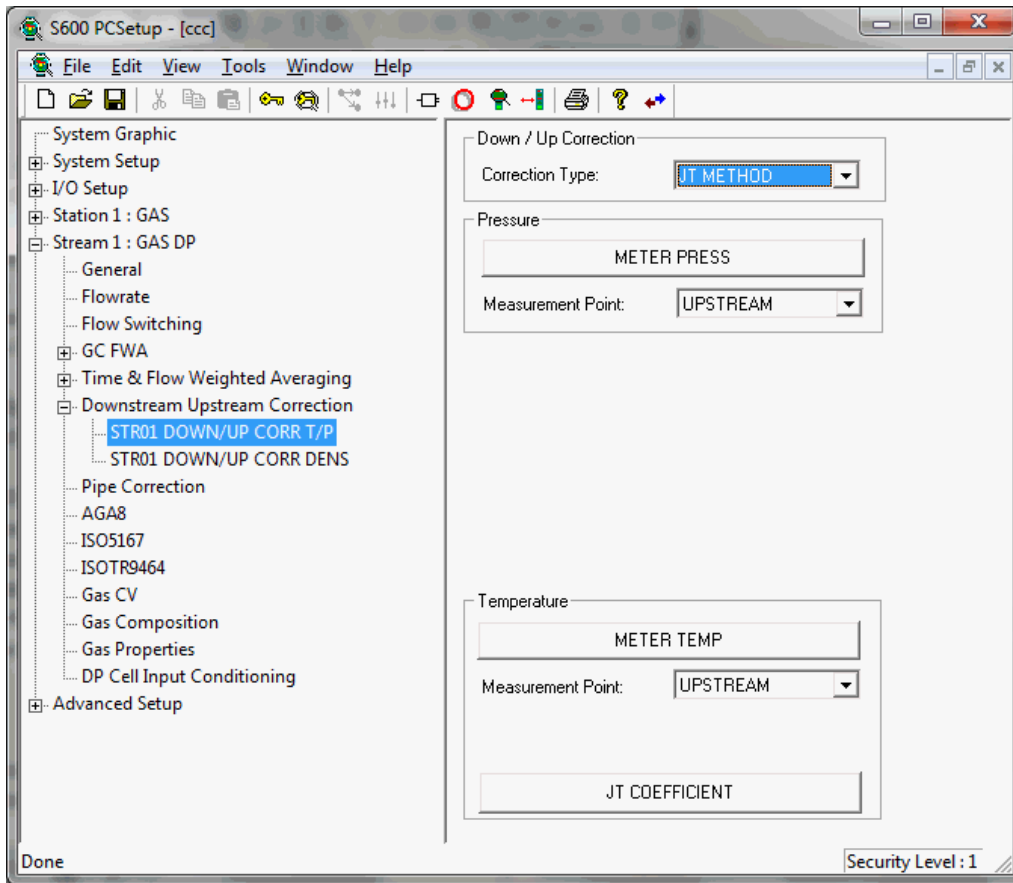 S600 PCSetup - [ccc]
File Edit View Tools Window Help
System Graphic
System Setup
I/O Setup
Station 1 : GAS
Stream 1 : GAS DP
General
Flowrate
Flow Switching
GC FWA
Time & Flow Weighted Averaging
Downstream Upstream Correction
STR01 DOWN/UP CORR T/P
STR01 DOWN/UP CORR DENS
Pipe Correction
AGA8
ISO5167
ISOTR9464
Gas CV
Gas Composition
Gas Properties
DP Cell Input Conditioning
Advanced Setup
Down / Up Correction
Correction Type: JT METHOD
Pressure
METER PRESS
Measurement Point: UPSTREAM
Temperature
METER TEMP
Measurement Point: UPSTREAM
JT COEFFICIENT
Done
Security Level : 1